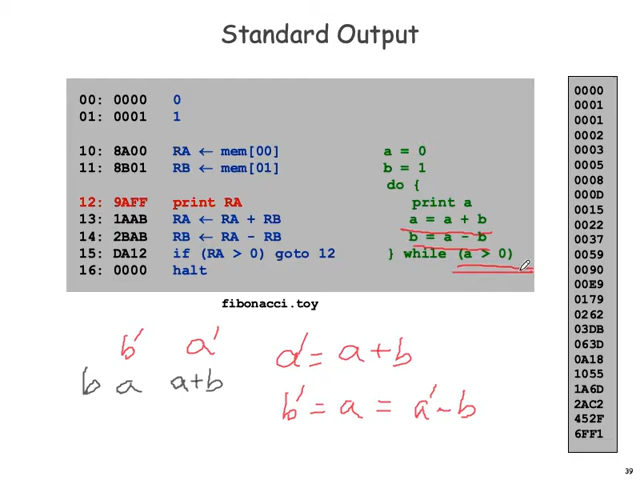 Standard Output
00: 0000 0
01: 0001 1
10: 8A00 RA ← mem[00] a = 0
11: 8B01 RB ← mem[01] b = 1
do {
12: 9AFF print RA print a
13: 1AAB RA ← RA + RB a = a + b
14: 2BAB RB ← RA - RB b = a - b
15: DA12 if (RA > 0) goto 12 } while (a > 0)
16: 0000 halt
fibonacci.toy
0000
0001
0001
0002
0003
0005
0008
000D
0015
0022
0037
0059
0090
00E9
0179
0262
03DB
063D
0A18
1055
1A6D
2AC2
452F
6FF1
b' a'
b a a+b
a' = a + b
b' = a = a' - b
39